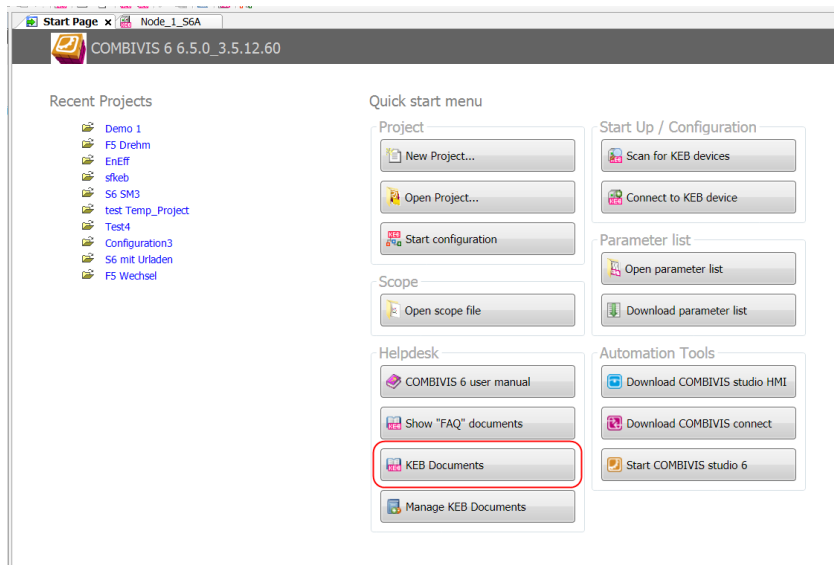 Start Page x Node_1_S6A
COMBIVIS 6 6.5.0_3.5.12.60
Recent Projects
Demo 1
F5 Drehm
EnEff
sfkeb
S6 SM3
test Temp_Project
Test4
Configuration3
S6 mit Urladen
F5 Wechsel
Quick start menu
Project
New Project...
Open Project...
Start configuration
Scope
Open scope file
Helpdesk
COMBIVIS 6 user manual
Show "FAQ" documents
KEB Documents
Manage KEB Documents
Start Up / Configuration
Scan for KEB devices
Connect to KEB device
Parameter list
Open parameter list
Download parameter list
Automation Tools
Download COMBIVIS studio HMI
Download COMBIVIS connect
Start COMBIVIS studio 6